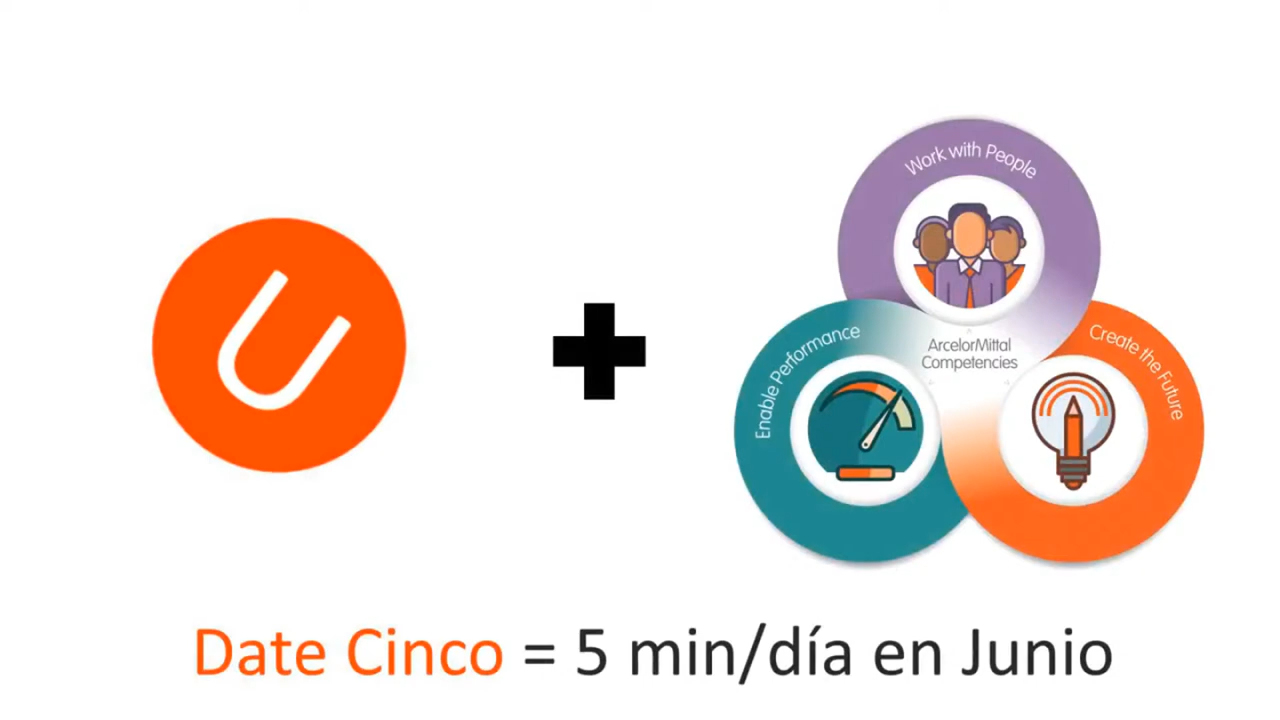 U
Work with People
Enable Performance
ArcelorMittal
Competencies
Create the Future
Date Cinco = 5 min/día en Junio